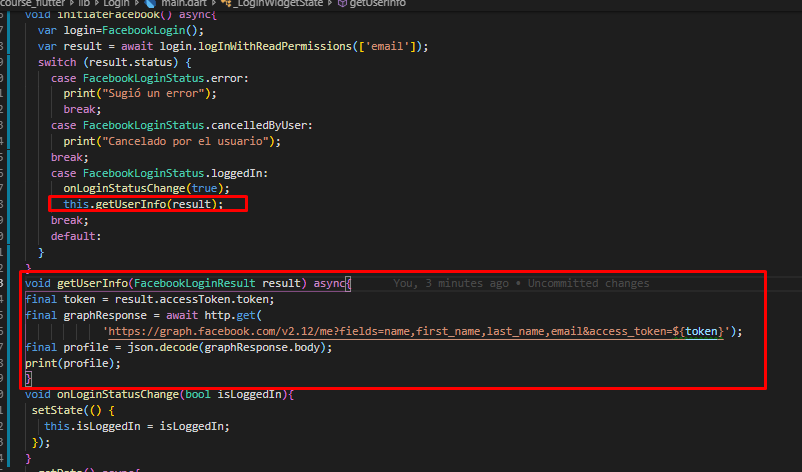 course_flutter > lib > Login > main.dart > _LoginWidgetState > getUserInfo
void initiateFacebook() async{
var login=FacebookLogin();
var result = await login.logInWithReadPermissions(['email']);
switch (result.status) {
case FacebookLoginStatus.error:
print("Sugió un error");
break;
case FacebookLoginStatus.cancelledByUser:
print("Cancelado por el usuario");
break;
case FacebookLoginStatus.loggedIn:
onLoginStatusChange(true);
this.getUserInfo(result);
break;
default:
}
}
void getUserInfo(FacebookLoginResult result) async{ You, 3 minutes ago • Uncommitted changes
final token = result.accessToken.token;
final graphResponse = await http.get(
'https://graph.facebook.com/v2.12/me?fields=name,first_name,last_name,email&access_token=${token}');
final profile = json.decode(graphResponse.body);
print(profile);
}
void onLoginStatusChange(bool isLoggedIn){
setState(() {
this.isLoggedIn = isLoggedIn;
});
}